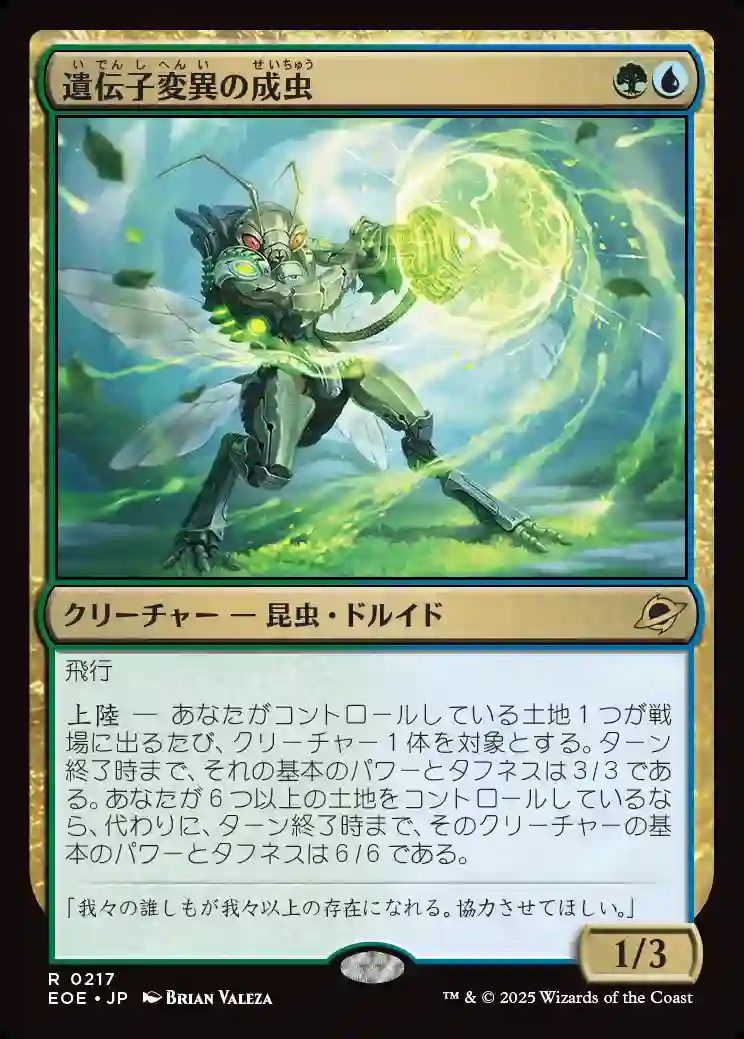 いでんしへんい せいちゅう
遺伝子変異の成虫
クリーチャー — 昆虫・ドルイド
飛行
上陸 — あなたがコントロールしている土地1つが戦
場に出るたび、クリーチャー1体を対象とする。ターン
終了時まで、それの基本のパワーとタフネスは3/3であ
る。あなたが6つ以上の土地をコントロールしているな
ら、代わりに、ターン終了時まで、そのクリーチャーの基
本のパワーとタフネスは6/6である。
「我々の誰しもが我々以上の存在になれる。協力させてほしい。」
1/3
R 0217
EOE • JP BRIAN VALEZA
™ & © 2025 Wizards of the Coast